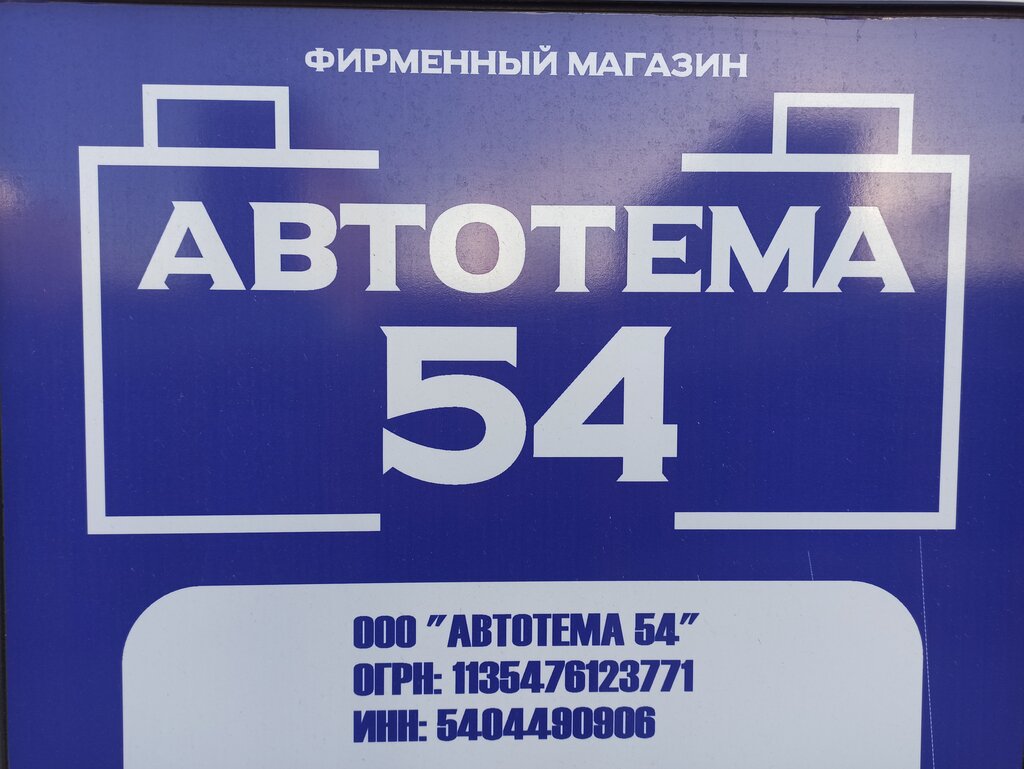 ФИРМЕННЫЙ МАГАЗИН
АВТОТЕМА
54
ООО "АВТОТЕМА 54"
ОГРН: 1135476123771
ИНН: 5404490906